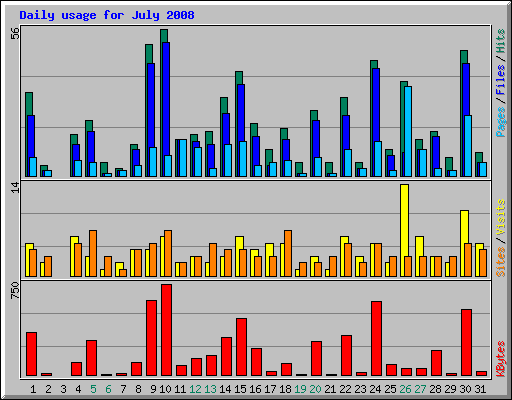 Daily usage for July 2008
56
14
750
Pages / Files / Hits
Sites / Visits
KBytes
1 2 3 4 5 6 7 8 9 10 11 12 13 14 15 16 17 18 19 20 21 22 23 24 25 26 27 28 29 30 31